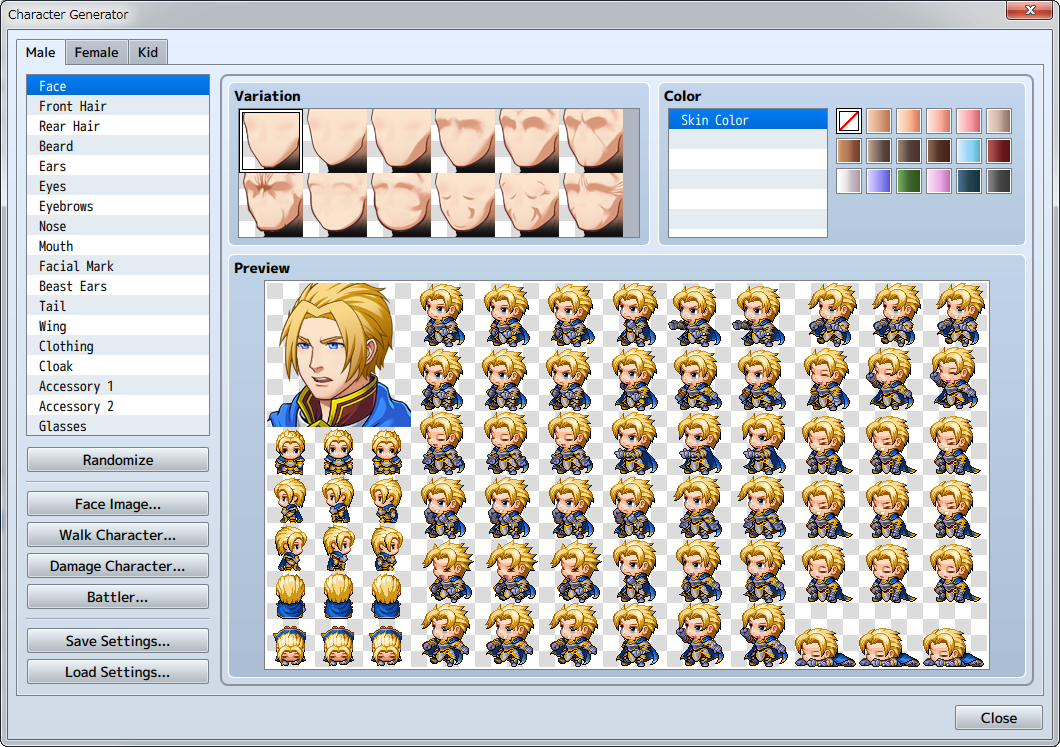 Character Generator
Male
Female
Kid
Face
Front Hair
Rear Hair
Beard
Ears
Eyes
Eyebrows
Nose
Mouth
Facial Mark
Beast Ears
Tail
Wing
Clothing
Cloak
Accessory 1
Accessory 2
Glasses
Randomize
Face Image...
Walk Character...
Damage Character...
Battler...
Save Settings...
Load Settings...
Variation
Color
Skin Color
Preview
Close